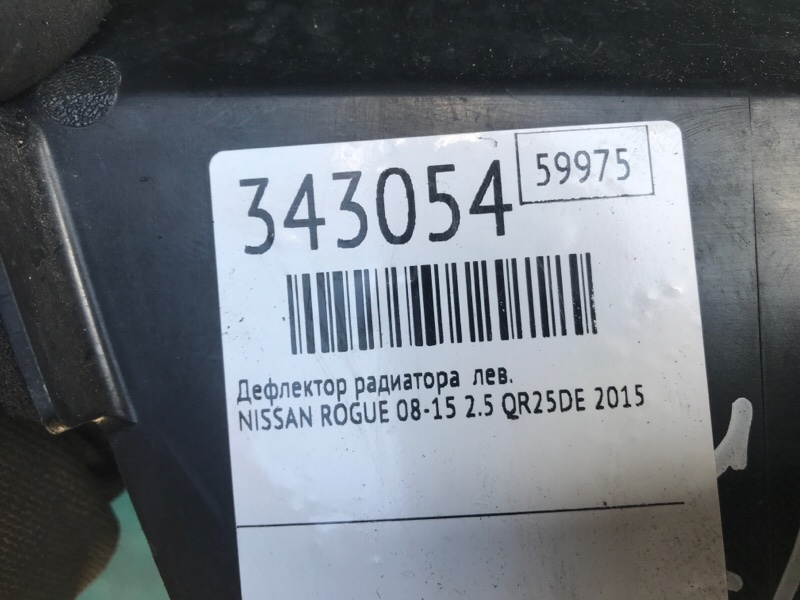 343054
59975
Дефлектор радиатора лев.
NISSAN ROGUE 08-15 2.5 QR25DE 2015